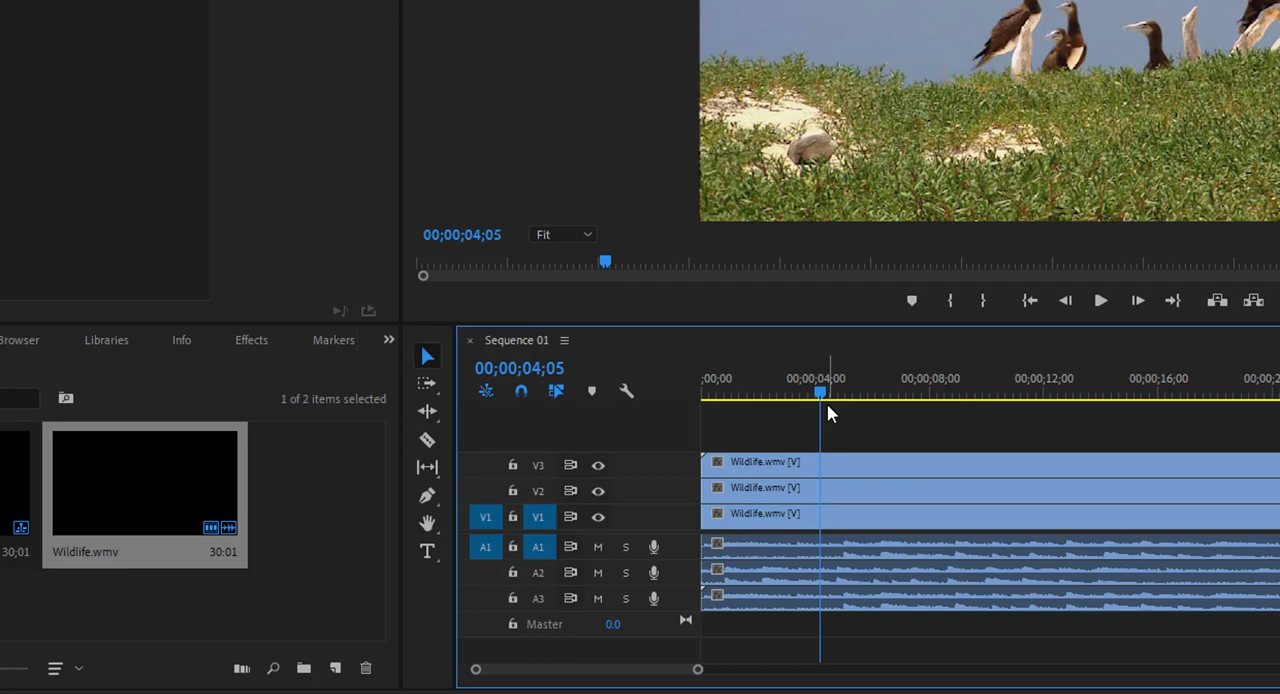 00;00;04;05
Fit
Browser Libraries Info Effects Markers
Sequence 01
00;00;04;05
;00;00 00;00;04;00 00;00;08;00 00;00;12;00 00;00;16;00 00;00;2
1 of 2 items selected
V3 Wildlife.wmv [V]
V2 Wildlife.wmv [V]
V1 V1 Wildlife.wmv [V]
A1 A1 M S
30;01 Wildlife.wmv 30:01
A2 M S
A3 M S
Master 0.0